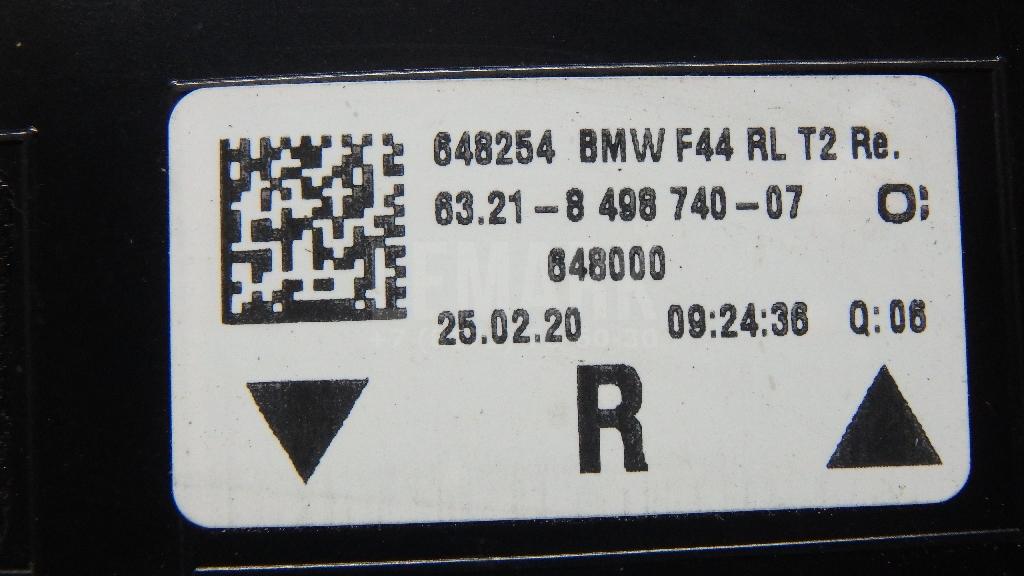 648254 BMW F44 RL T2 Re.
63.21-8 498 740-07
648000
25.02.20 09:24:36 Q:06
R